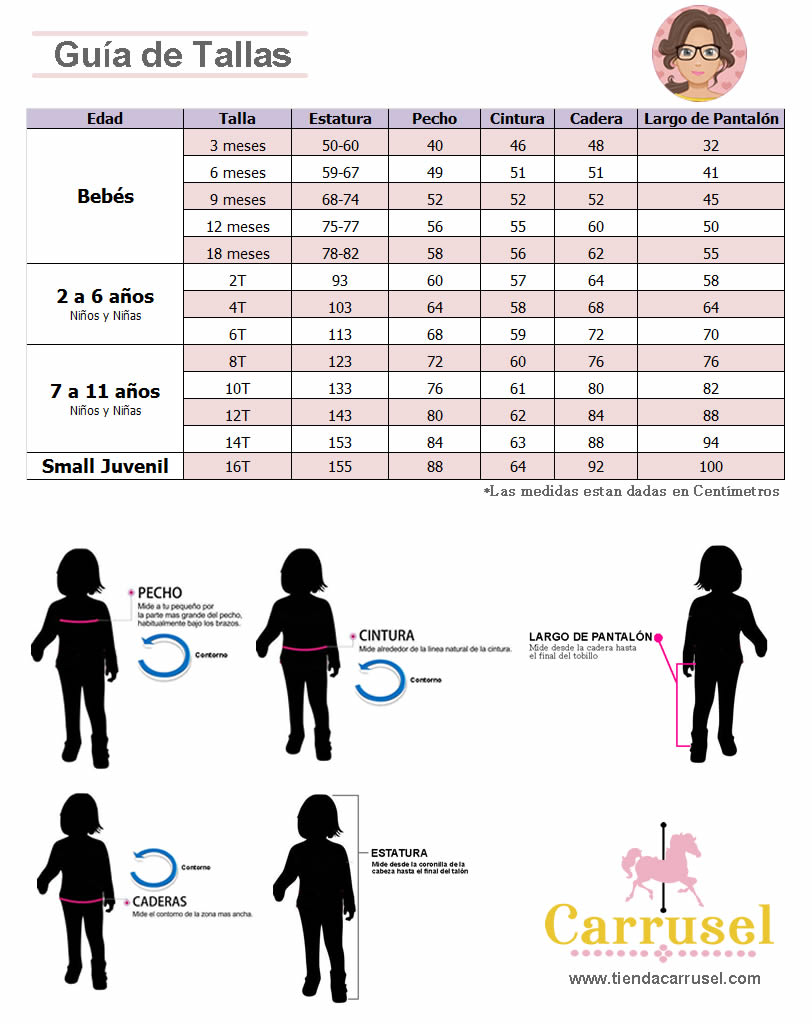 Guía de Tallas
Edad Talla Estatura Pecho Cintura Cadera Largo de Pantalón
Bebés
3 meses 50-60 40 46 48 32
6 meses 59-67 49 51 51 41
9 meses 68-74 52 52 52 45
12 meses 75-77 56 55 60 50
18 meses 78-82 58 56 62 55
2 a 6 años
Niños y Niñas
2T 93 60 57 64 58
4T 103 64 58 68 64
6T 113 68 59 72 70
7 a 11 años
Niños y Niñas
8T 123 72 60 76 76
10T 133 76 61 80 82
12T 143 80 62 84 88
14T 153 84 63 88 94
Small Juvenil 16T 155 88 64 92 100
*Las medidas estan dadas en Centímetros
PECHO
Mide a tu pequeño por
la parte mas grande del pecho,
habitualmente bajo los brazos.
Contorno
CINTURA
Mide alrededor de la linea natural de la cintura.
Contorno
LARGO DE PANTALÓN
Mide desde la cadera hasta
el final del tobillo
Contorno
CADERAS
Mide el contorno de la zona mas ancha.
ESTATURA
Mide desde la coronilla de la
cabeza hasta el final del talón
Carrusel
www.tiendacarrusel.com